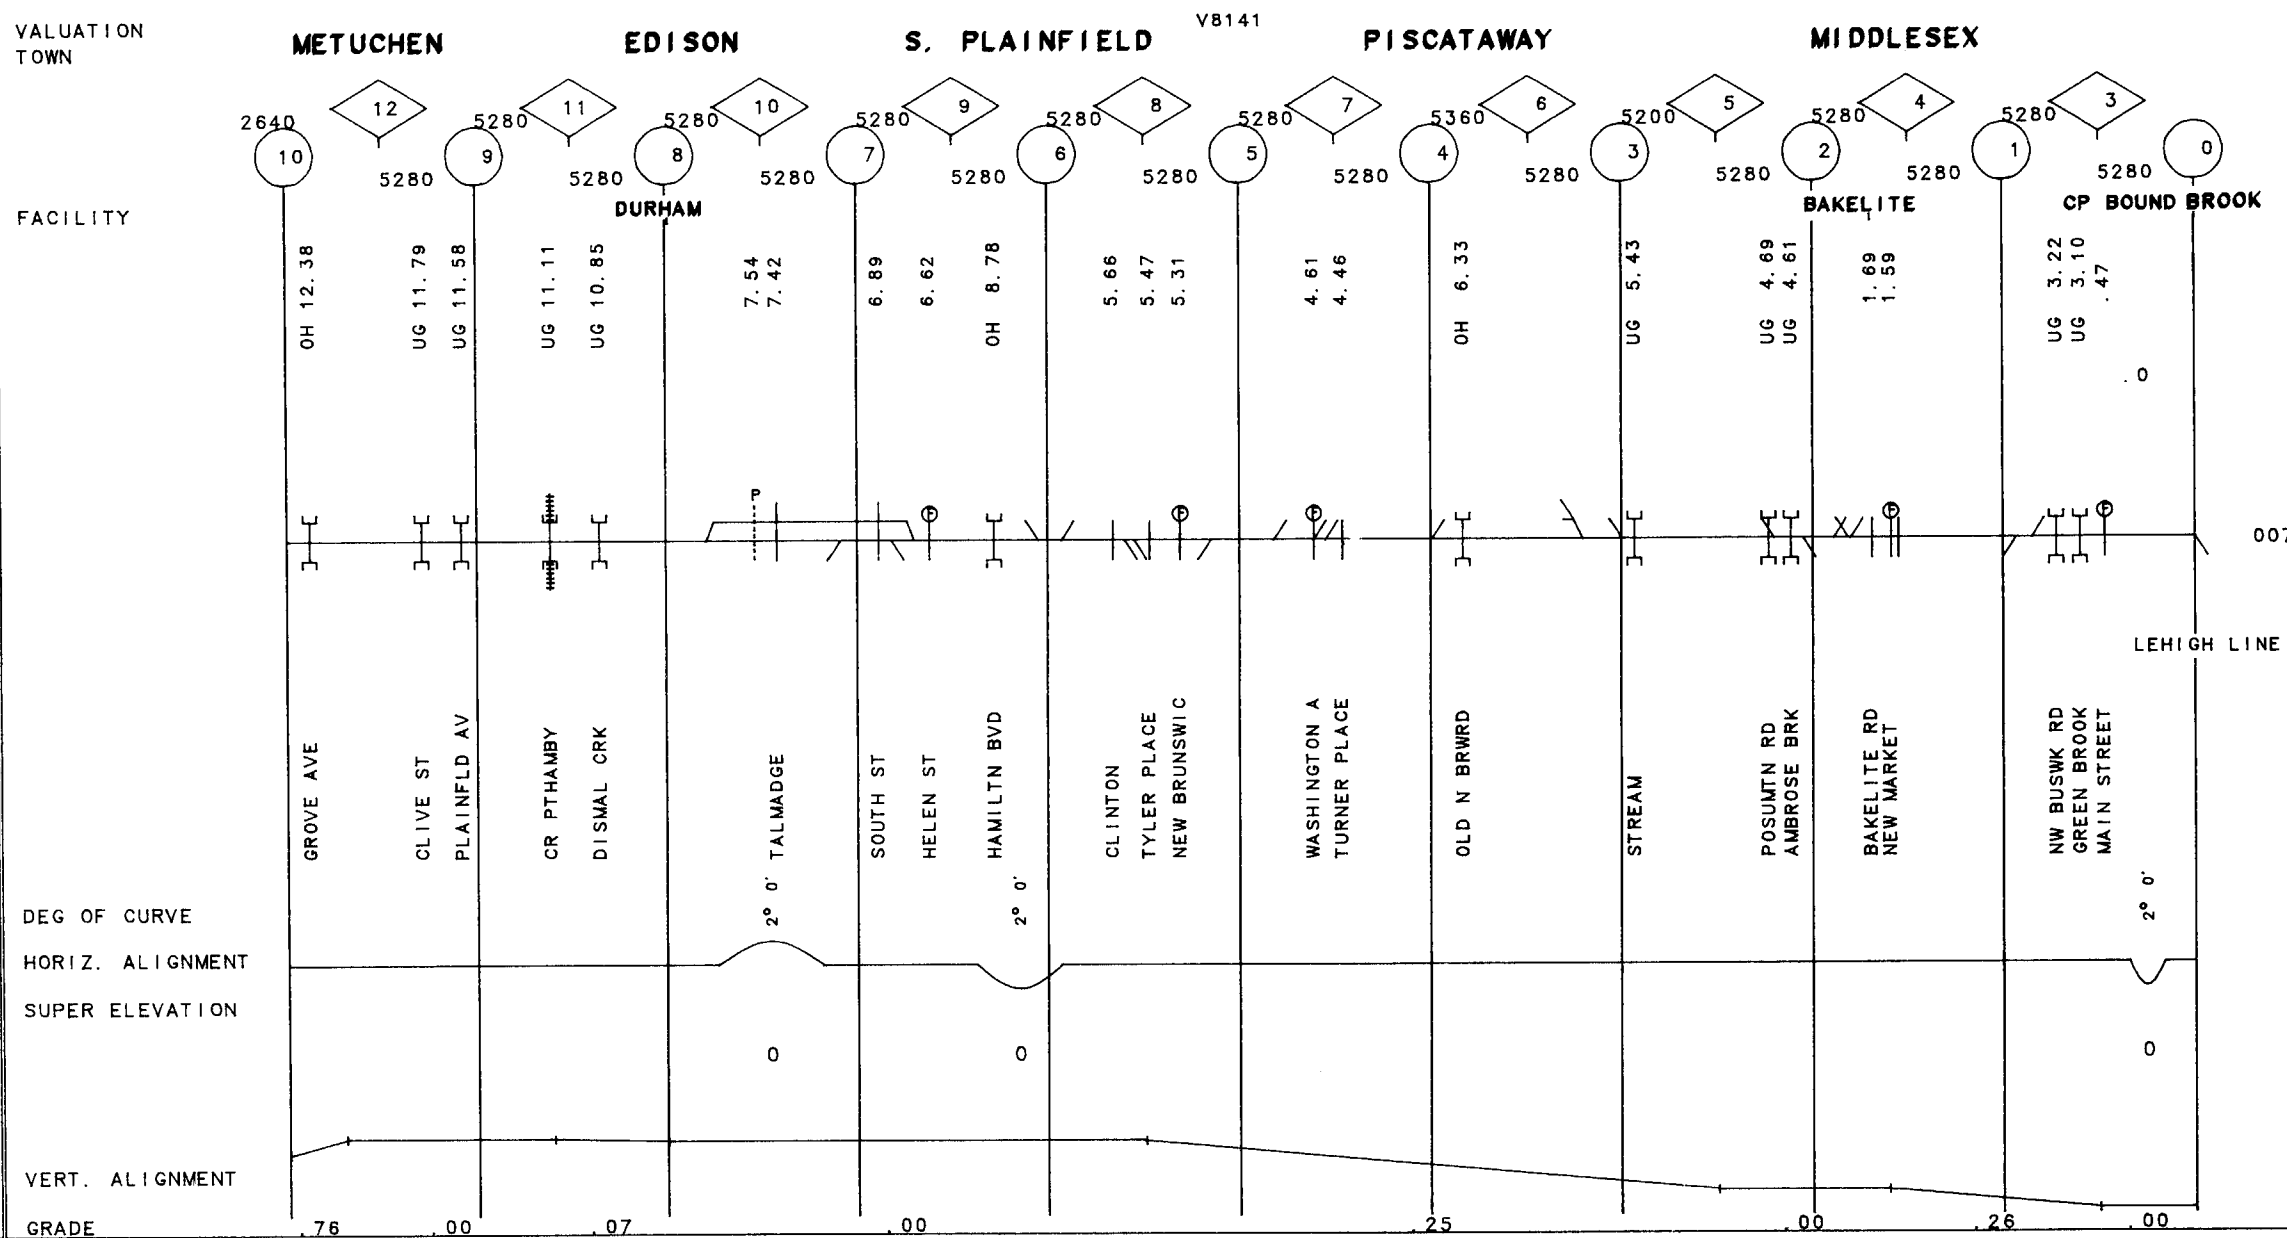 V8141
VALUATION
TOWN
METUCHEN EDISON S. PLAINFIELD PISCATAWAY MIDDLESEX
12 11 10 9 8 7 6 5 4 3
2640 5280 5280 5280 5280 5280 5360 5200 5280 5280
10 9 8 7 6 5 4 3 2 1 0
5280 5280 5280 5280 5280 5280 5280 5280 5280 5280
FACILITY
DURHAM BAKELITE CP BOUND BROOK
OH 12.38
UG 11.79
UG 11.58
UG 11.11
UG 10.85
7.54
7.42
6.89
6.62
OH 8.78
5.66
5.47
5.31
4.61
4.46
OH 6.33
UG 5.43
UG 4.69
UG 4.61
1.69
1.59
UG 3.22
UG 3.10
.47
.0
P
F F F F F
007
LEHIGH LINE
GROVE AVE
CLIVE ST
PLAINFLD AV
CR PTHAMBY
DISMAL CRK
TALMADGE
SOUTH ST
HELEN ST
HAMILTN BVD
CLINTON
TYLER PLACE
NEW BRUNSWIC
WASHINGTON A
TURNER PLACE
OLD N BRWRD
STREAM
POSUMTN RD
AMBROSE BRK
BAKELITE RD
NEW MARKET
NW BUSWK RD
GREEN BROOK
MAIN STREET
DEG OF CURVE
2° 0' 2° 0' 2° 0'
HORIZ. ALIGNMENT
SUPER ELEVATION
0 0 0
VERT. ALIGNMENT
GRADE .76 .00 .07 .00 .25 .00 .26 .00